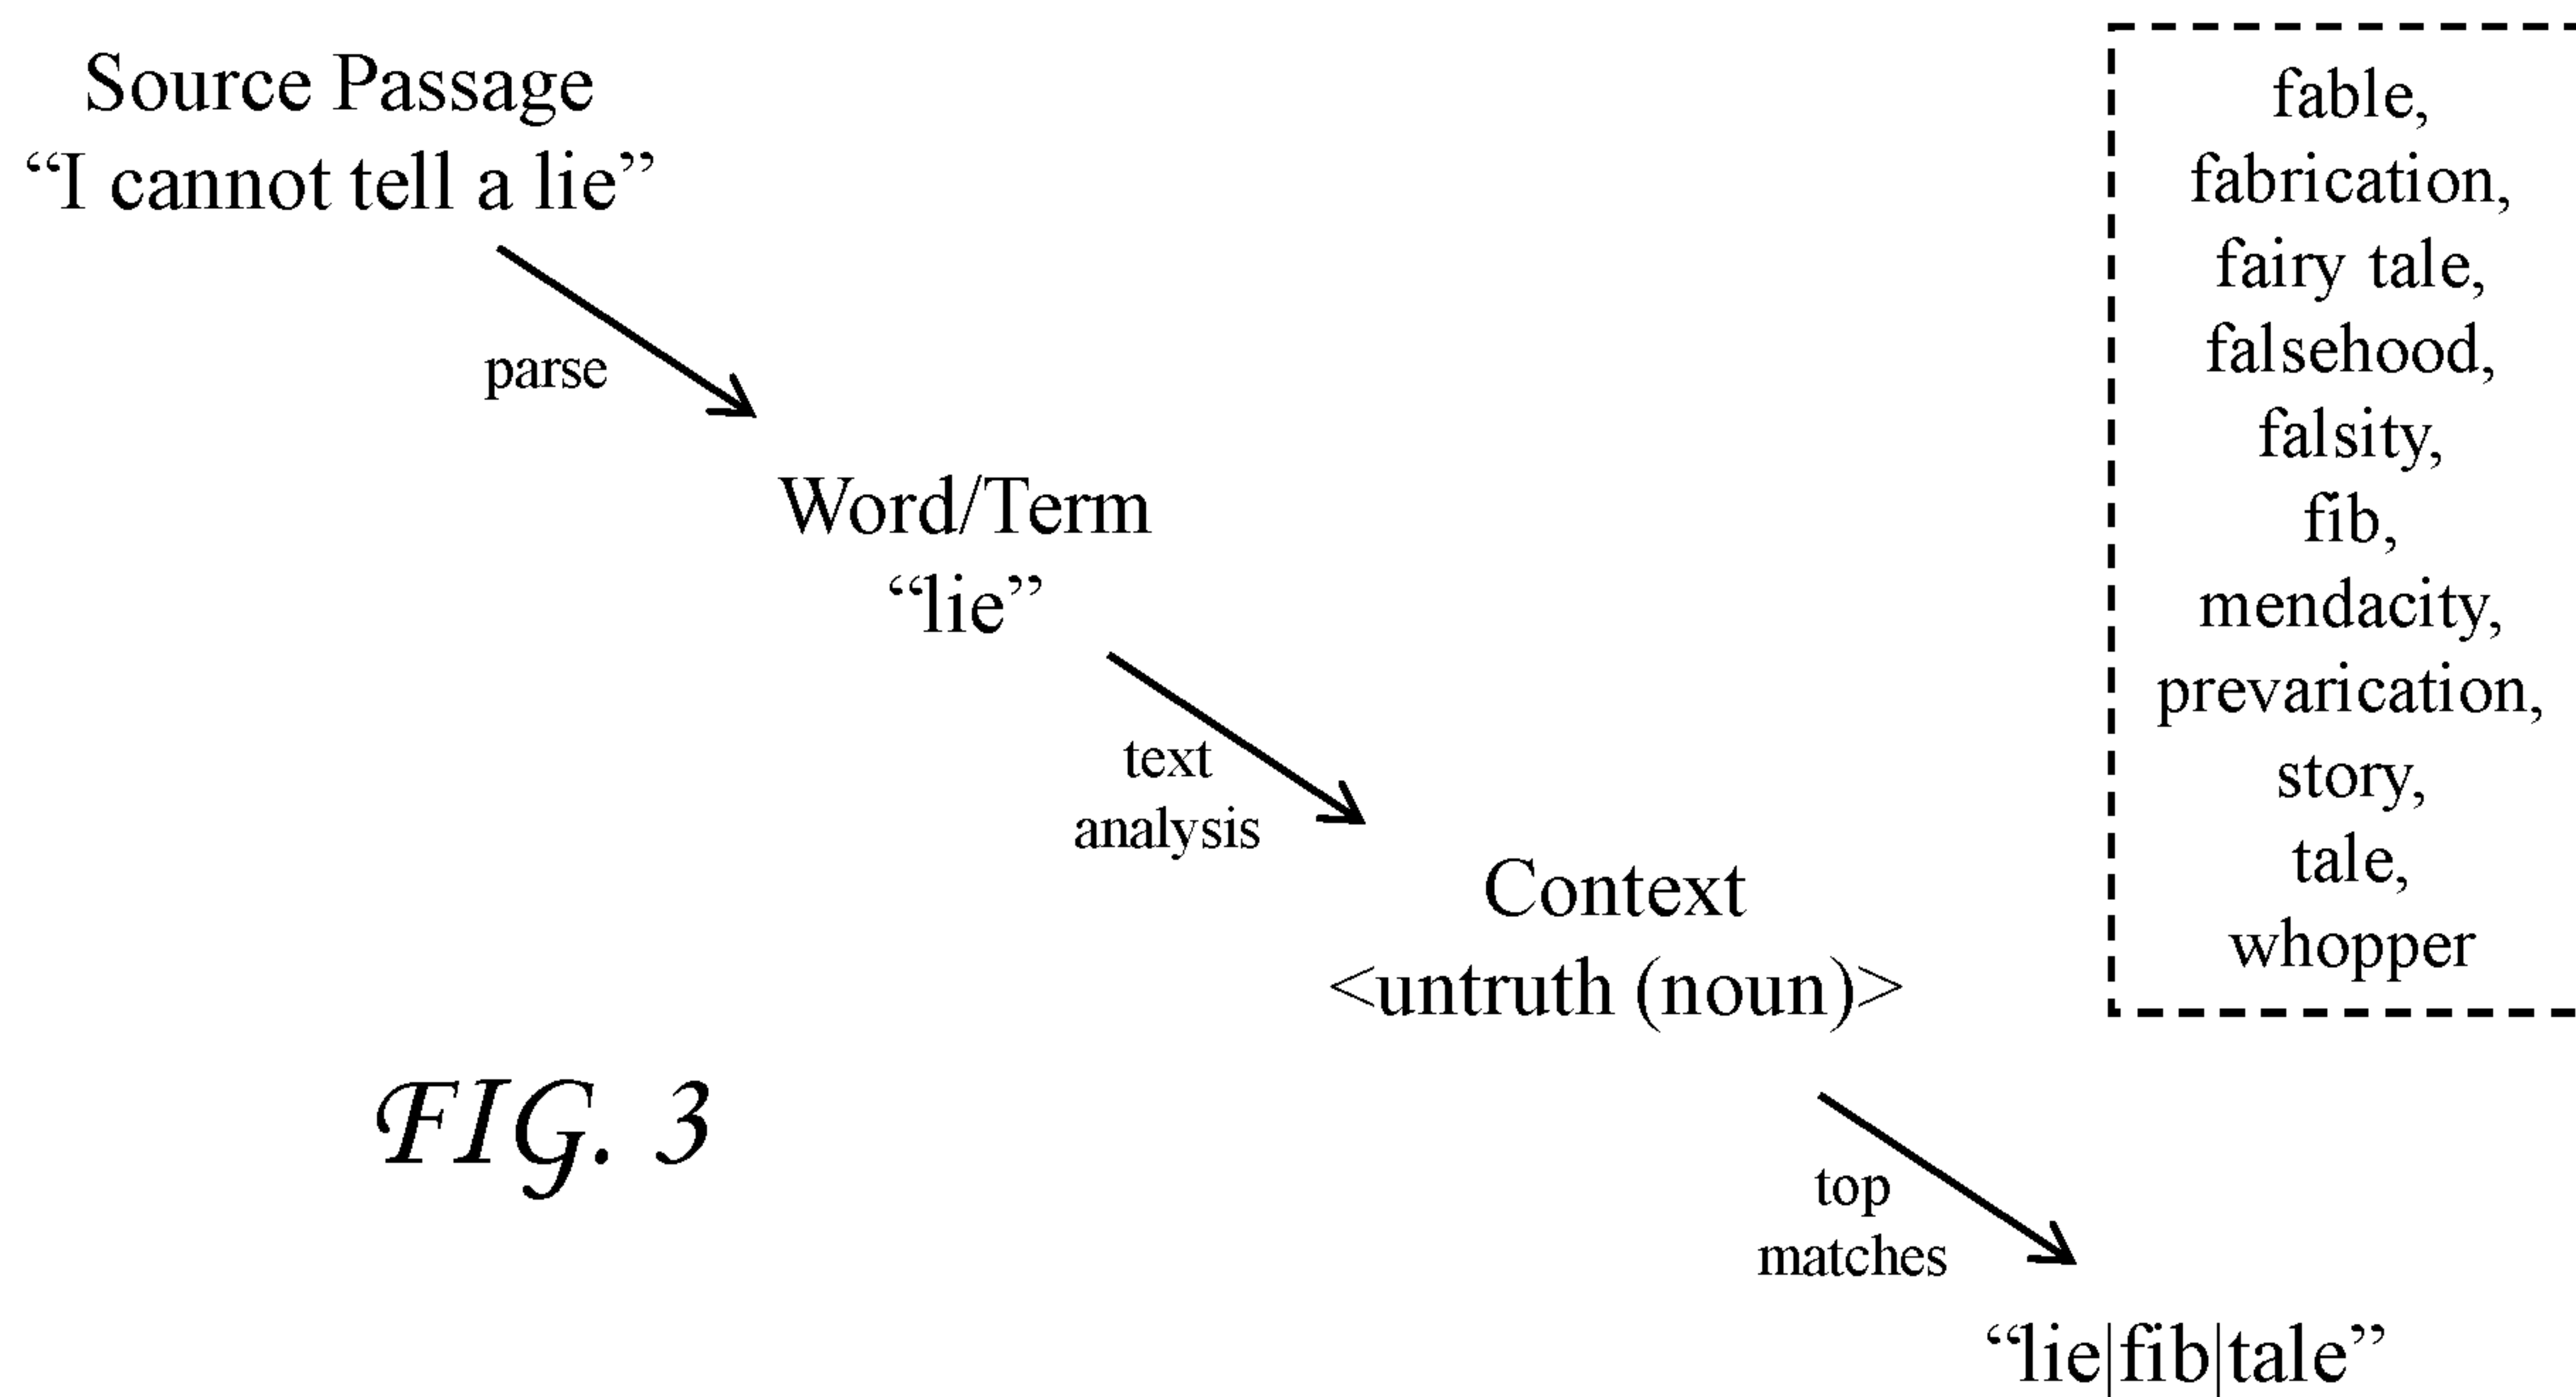 Source Passage
“I cannot tell a lie”
parse
Word/Term
“lie”
text
analysis
Context
<untruth (noun)>
top
matches
“lie|fib|tale”
fable,
fabrication,
fairy tale,
falsehood,
falsity,
fib,
mendacity,
prevarication,
story,
tale,
whopper
FIG. 3